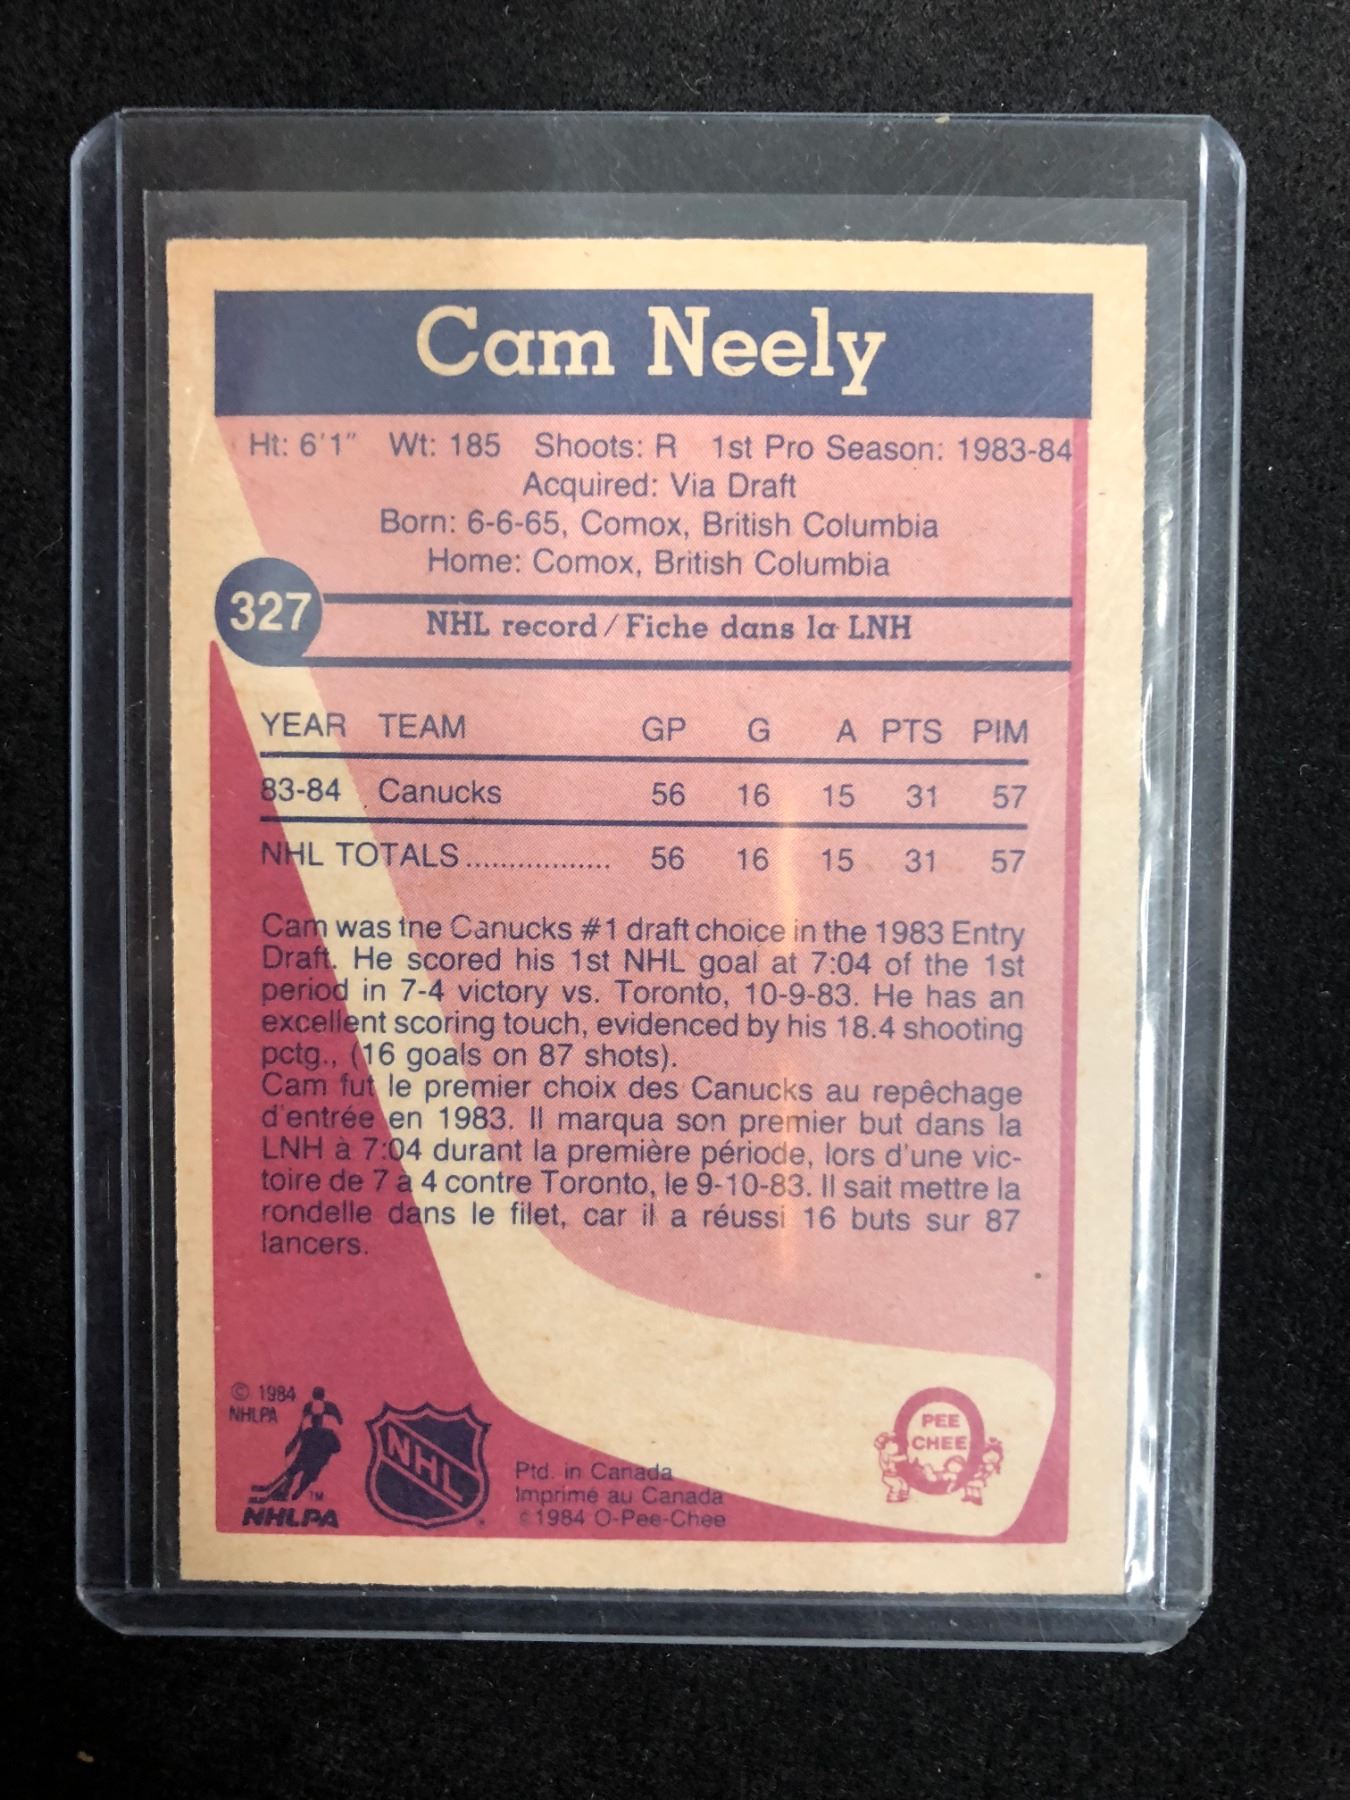 Cam Neely
Ht: 6'1" Wt: 185 Shoots: R 1st Pro Season: 1983-84
Acquired: Via Draft
Born: 6-6-65, Comox, British Columbia
Home: Comox, British Columbia
327
NHL record/Fiche dans la LNH
YEAR TEAM GP G A PTS PIM
83-84 Canucks 56 16 15 31 57
NHL TOTALS................. 56 16 15 31 57
Cam was the Canucks #1 draft choice in the 1983 Entry
Draft. He scored his 1st NHL goal at 7:04 of the 1st
period in 7-4 victory vs. Toronto, 10-9-83. He has an
excellent scoring touch, evidenced by his 18.4 shooting
pctg., (16 goals on 87 shots).
Cam fut le premier choix des Canucks au repêchage
d'entrée en 1983. Il marqua son premier but dans la
LNH à 7:04 durant la première période, lors d'une vic-
toire de 7 à 4 contre Toronto, le 9-10-83. Il sait mettre la
rondelle dans le filet, car il a réussi 16 buts sur 87
lancers.
© 1984
NHLPA
TM
NHLPA
NHL
Ptd. in Canada
Imprimé au Canada
© 1984 O-Pee-Chee
PEE
CHEE